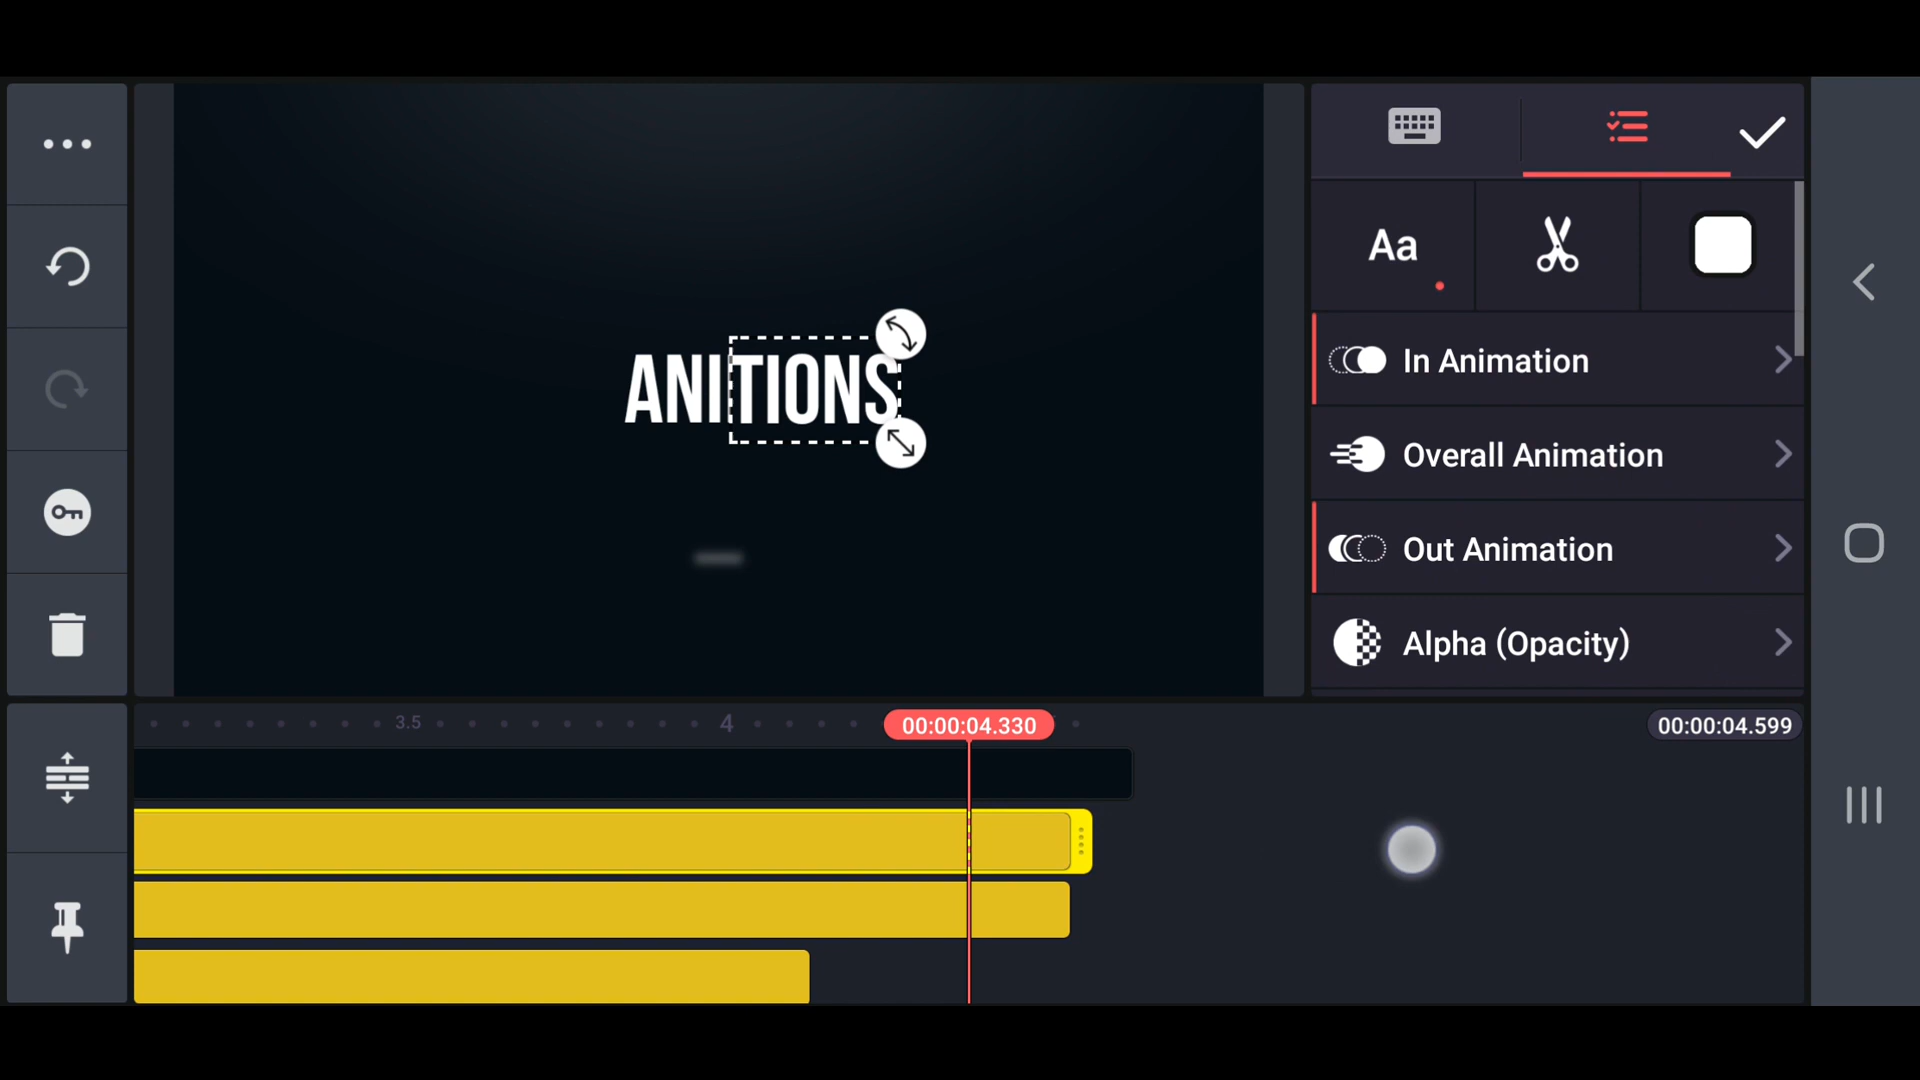 ANITIONS
Aa
In Animation
Overall Animation
Out Animation
Alpha (Opacity)
3.5
4
00:00:04.330
00:00:04.599